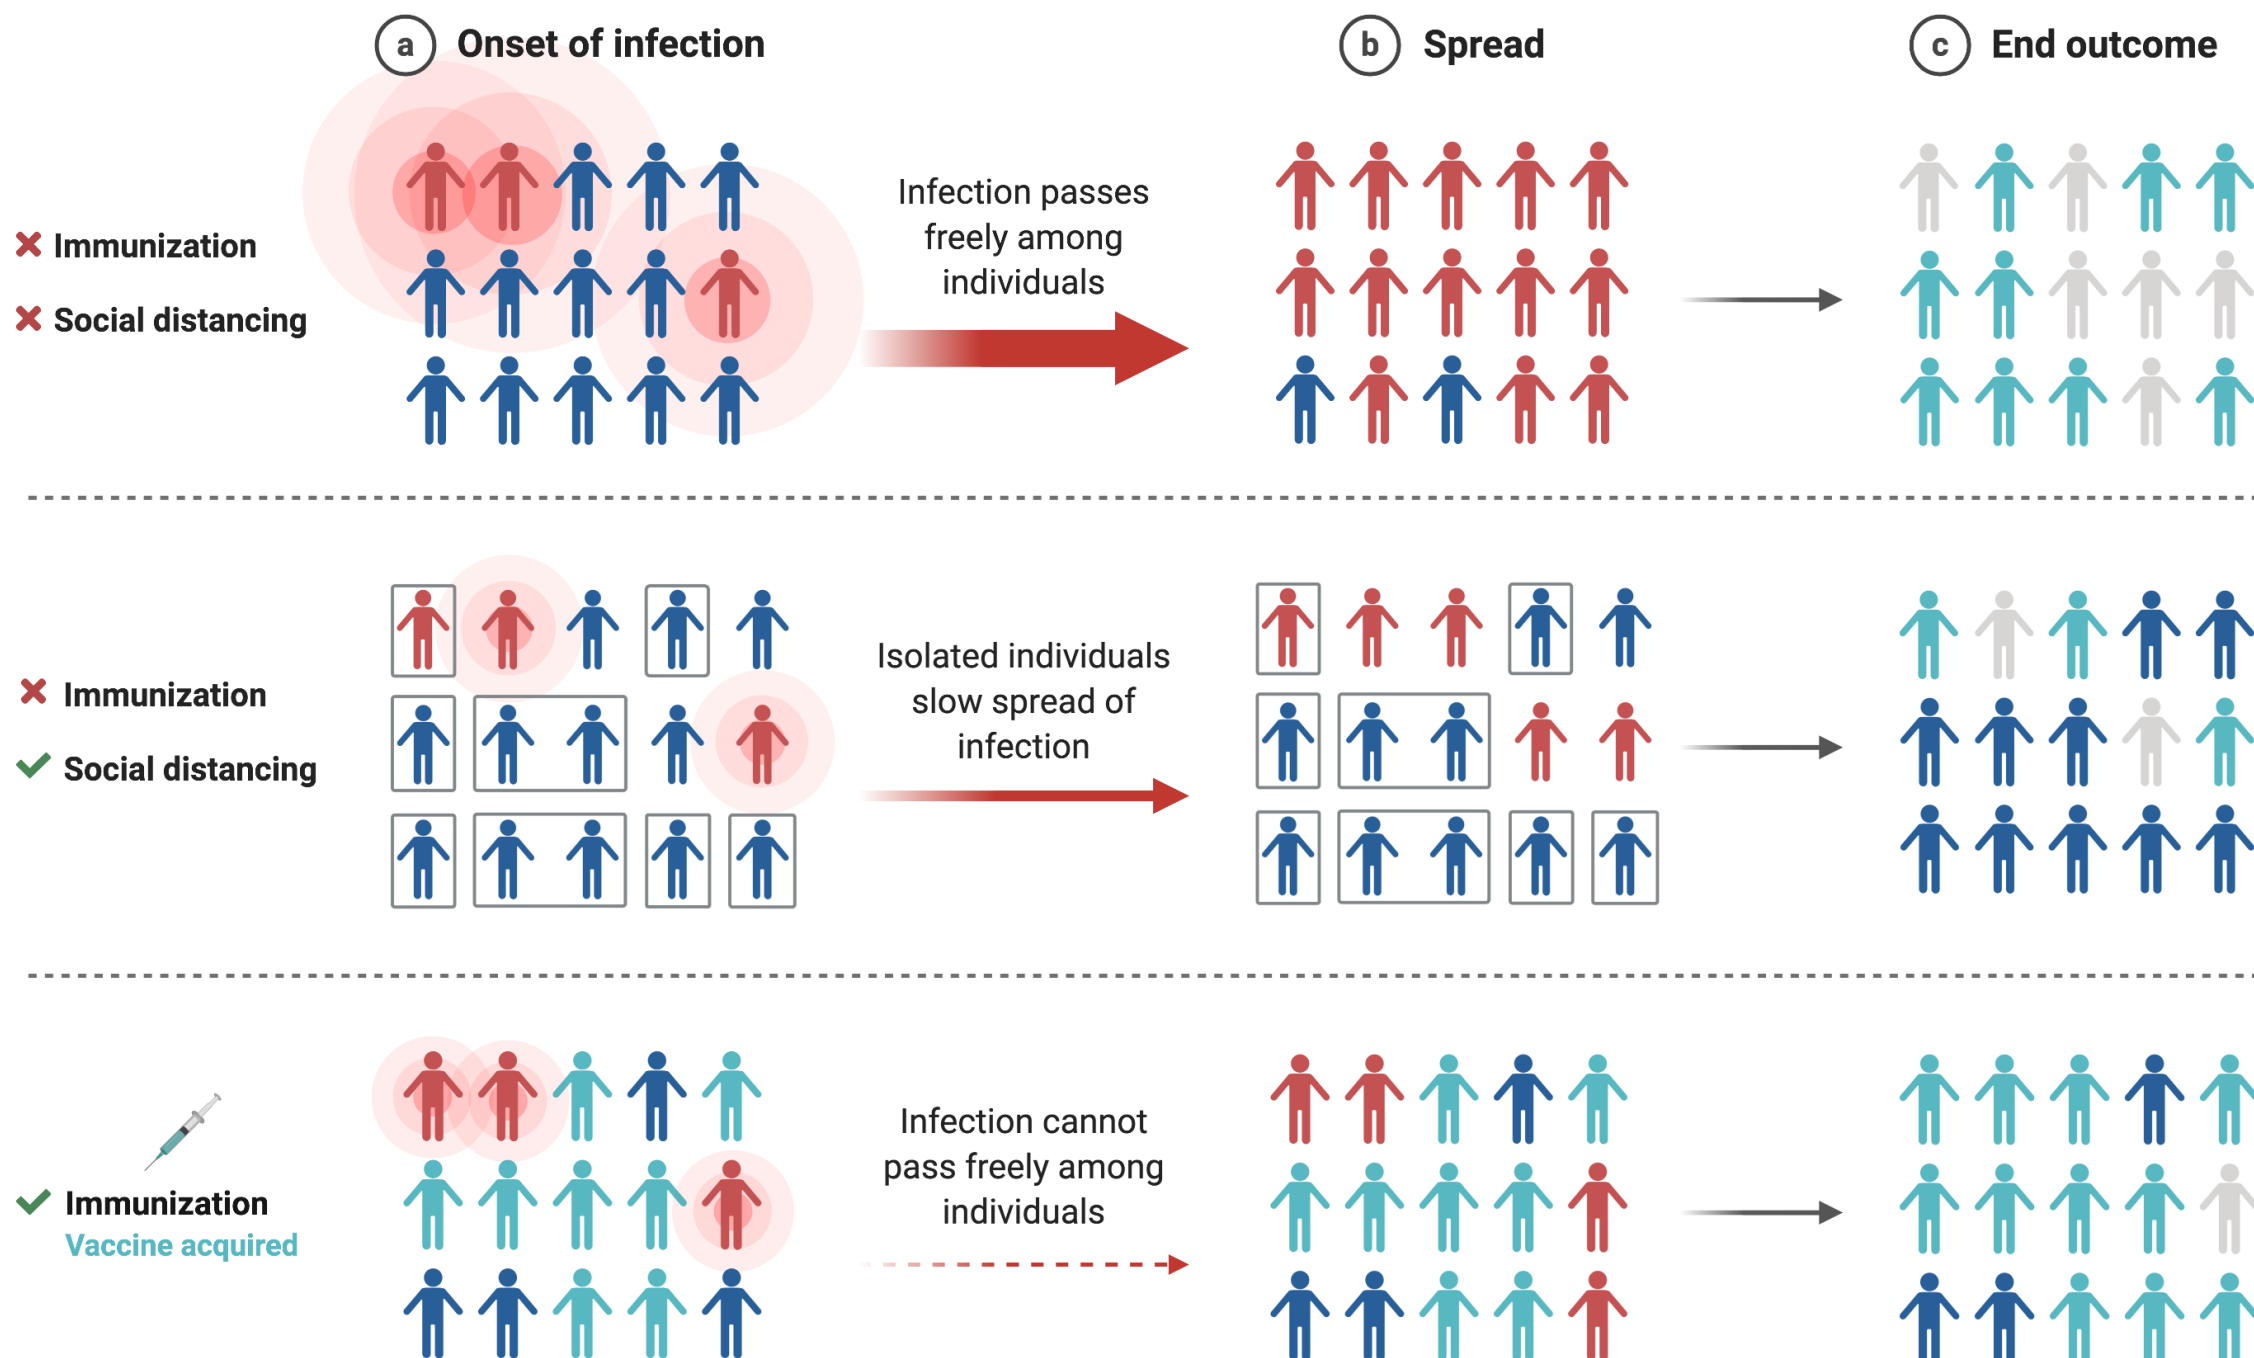 a Onset of infection
b Spread
c End outcome
Immunization
Social distancing
Infection passes
freely among
individuals
Immunization
Social distancing
Isolated individuals
slow spread of
infection
Immunization
Vaccine acquired
Infection cannot
pass freely among
individuals